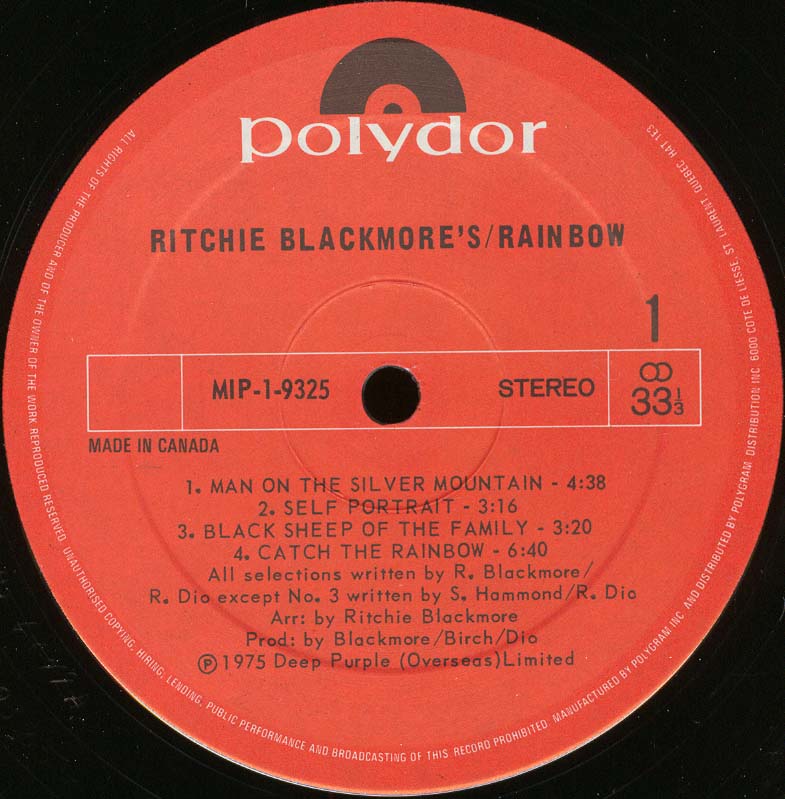 polydor
RITCHIE BLACKMORE'S/RAINBOW
1
MIP-1-9325
STEREO
33 1/3
MADE IN CANADA
1. MAN ON THE SILVER MOUNTAIN - 4:38
2. SELF PORTRAIT - 3:16
3. BLACK SHEEP OF THE FAMILY - 3:20
4. CATCH THE RAINBOW - 6:40
All selections written by R. Blackmore/
R. Dio except No. 3 written by S. Hammond/R. Dio
Arr: by Ritchie Blackmore
Prod: by Blackmore/Birch/Dio
℗ 1975 Deep Purple (Overseas)Limited
ALL RIGHTS OF THE PRODUCER AND OF THE OWNER OF THE WORK REPRODUCED RESERVED. UNAUTHORISED COPYING, HIRING, LENDING, PUBLIC PERFORMANCE AND BROADCASTING OF THIS RECORD PROHIBITED. MANUFACTURED BY POLYGRAM INC AND DISTRIBUTED BY POLYGRAM DISTRIBUTION INC 6000 COTE DE LIESSE, ST LAURENT, QUEBEC H4T 1E3